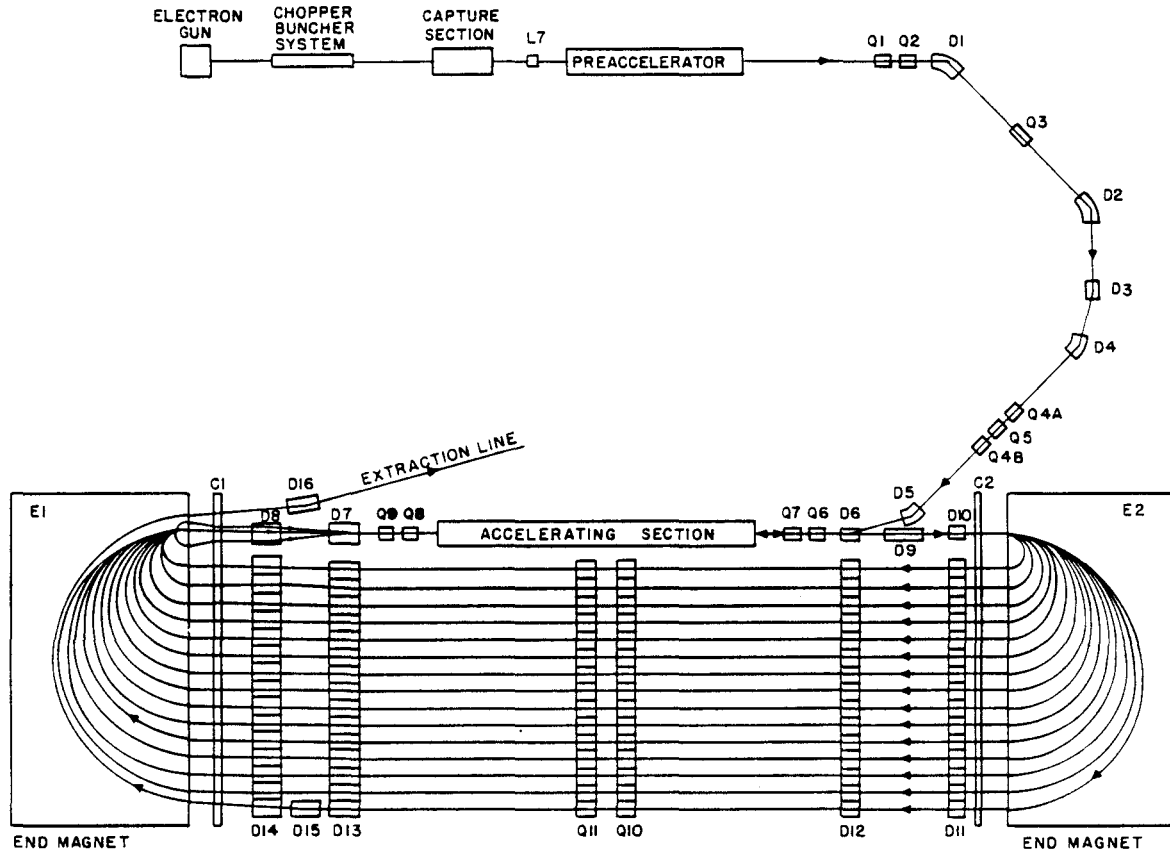 ELECTRON
GUN
CHOPPER
BUNCHER
SYSTEM
CAPTURE
SECTION
L7
PREACCELERATOR
Q1
Q2
D1
Q3
D2
D3
D4
Q4A
Q5
Q4B
EXTRACTION LINE
D16
D5
C1
C2
E1
D8
D7
Q9
Q8
ACCELERATING SECTION
Q7
Q6
D6
D9
D10
E2
D14
D15
D13
Q11
Q10
D12
D11
END MAGNET
END MAGNET